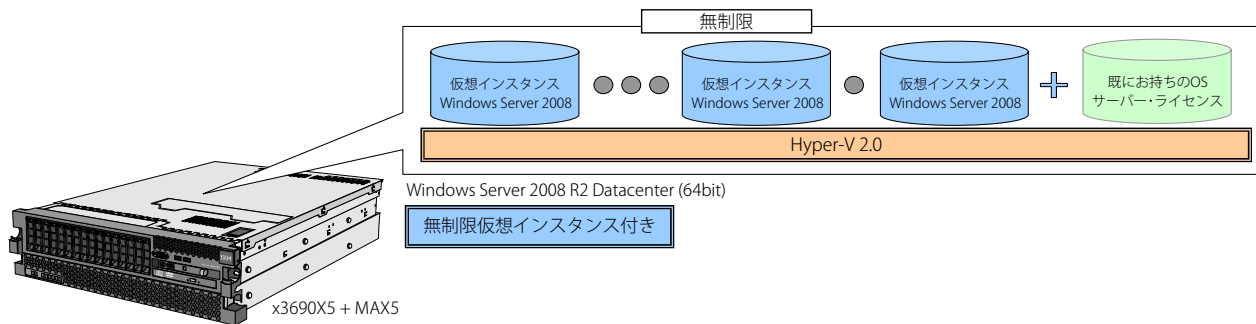 無制限
仮想インスタンス
Windows Server 2008
仮想インスタンス
Windows Server 2008
仮想インスタンス
Windows Server 2008
既にお持ちのOS
サーバー・ライセンス
Hyper-V 2.0
Windows Server 2008 R2 Datacenter (64bit)
無制限仮想インスタンス付き
x3690X5 + MAX5